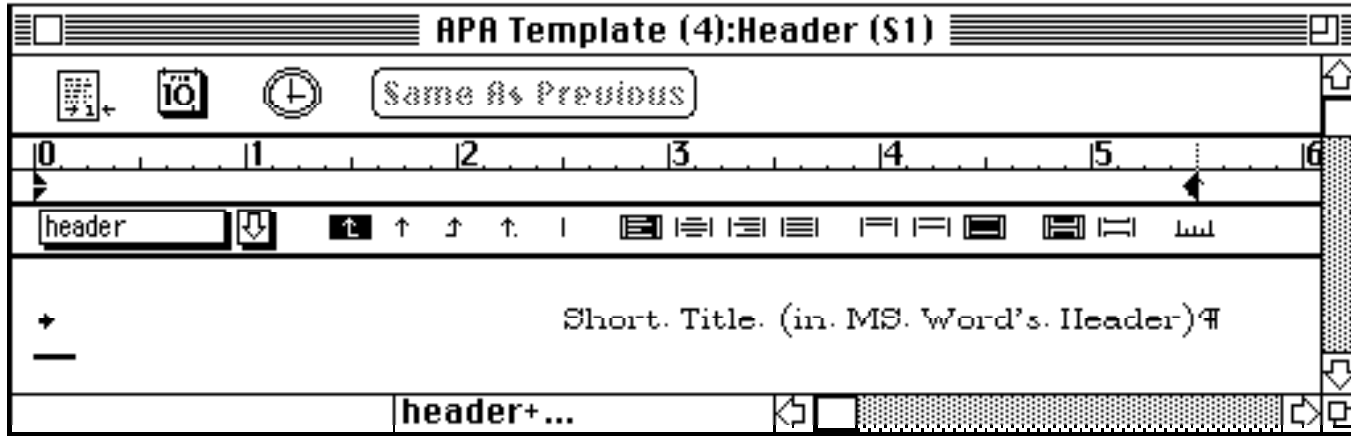 APA Template (4):Header (S1)
10 Same As Previous
0 1 2 3 4 5 6
header
Short. Title. (in. MS. Word's. Header)¶
header+...